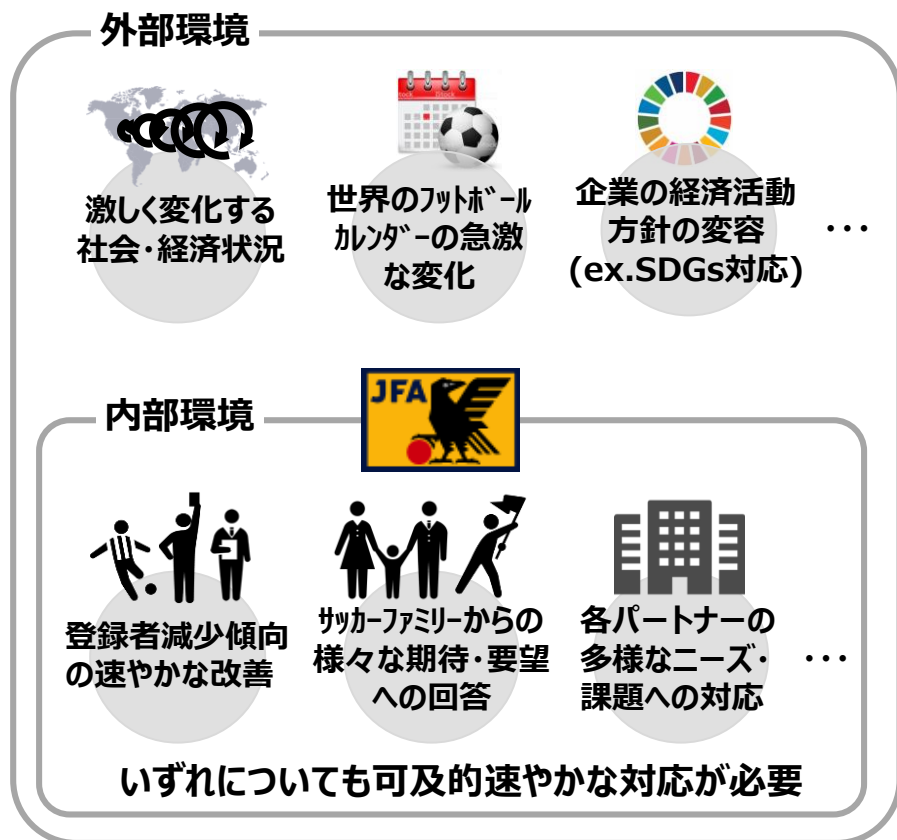 外部環境
激しく変化する
社会・経済状況
世界のﾌｯﾄﾎﾞｰﾙ
ｶﾚﾝﾀﾞｰの急激
な変化
企業の経済活動
方針の変容
(ex.SDGs対応)
･･･
JFA
内部環境
登録者減少傾向
の速やかな改善
ｻｯｶｰﾌｧﾐﾘｰからの
様々な期待・要望
への回答
各パートナーの
多様なニーズ・
課題への対応
･･･
いずれについても可及的速やかな対応が必要